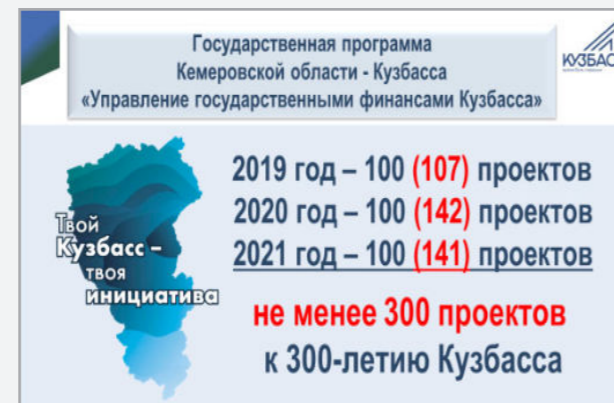 Государственная программа
Кемеровской области - Кузбасса
«Управление государственными финансами Кузбасса»
КУЗБАС
2019 год – 100 (107) проектов
2020 год – 100 (142) проектов
2021 год – 100 (141) проектов
Твой
Кузбасс –
твоя
инициатива
не менее 300 проектов
к 300-летию Кузбасса